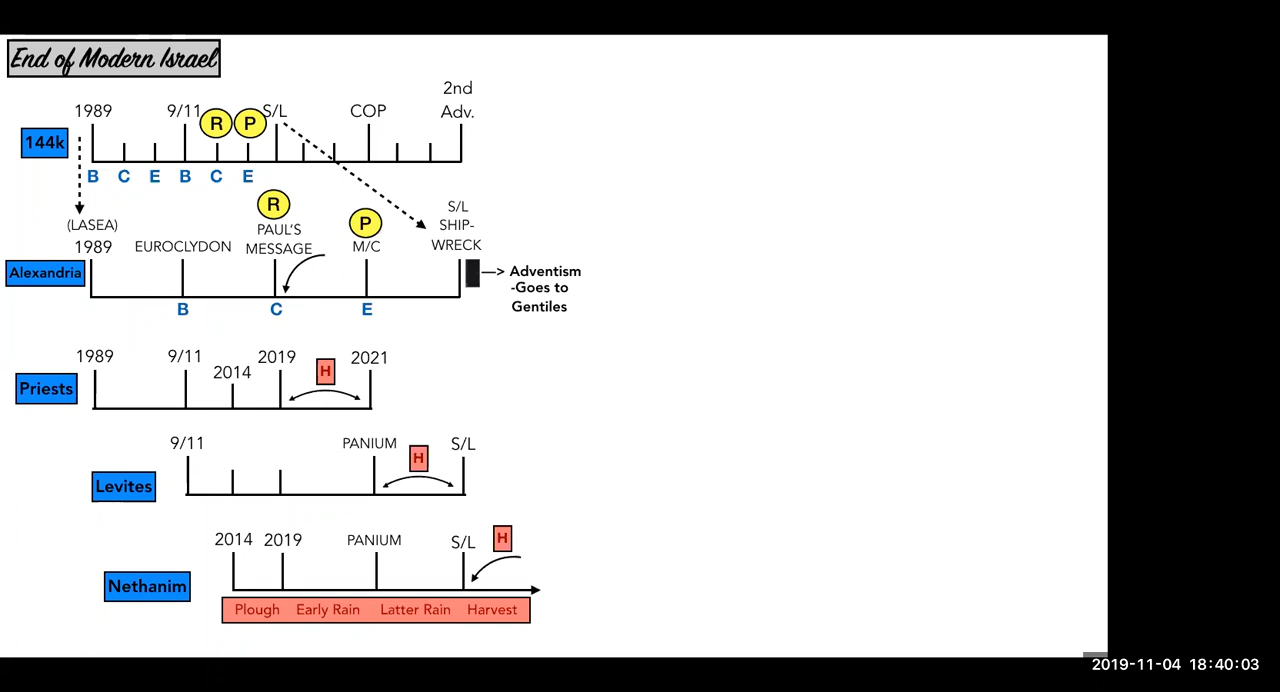 End of Modern Israel
2nd
1989 9/11 S/L COP Adv.
R P
144k
B C E B C E
R
(LASEA) PAUL'S P S/L
SHIP-
1989 EUROCLYDON MESSAGE M/C WRECK
Alexandria
—> Adventism
-Goes to
Gentiles
B C E
1989 9/11 2014 2019 H 2021
Priests
9/11 PANIUM H S/L
Levites
2014 2019 PANIUM S/L H
Nethanim
Plough Early Rain Latter Rain Harvest
2019-11-04 18:40:03